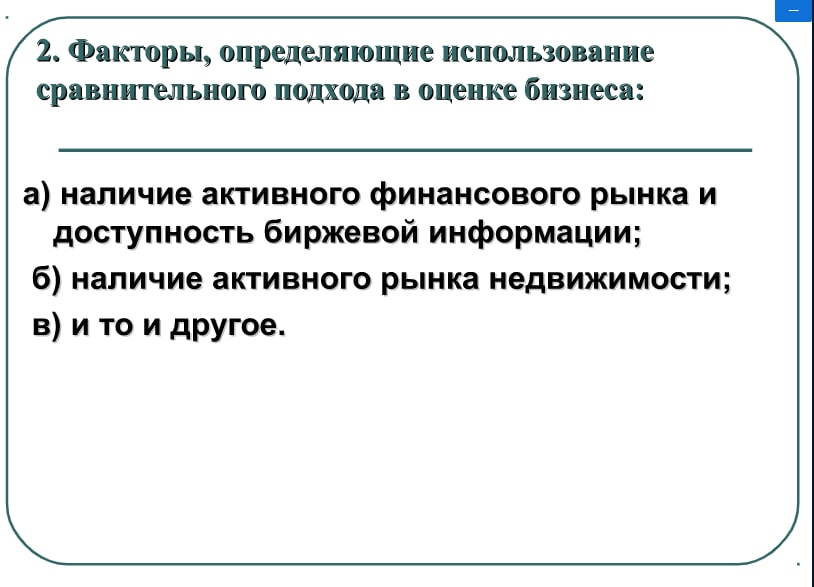 2. Факторы, определяющие использование
сравнительного подхода в оценке бизнеса:
а) наличие активного финансового рынка и
доступность биржевой информации;
б) наличие активного рынка недвижимости;
в) и то и другое.